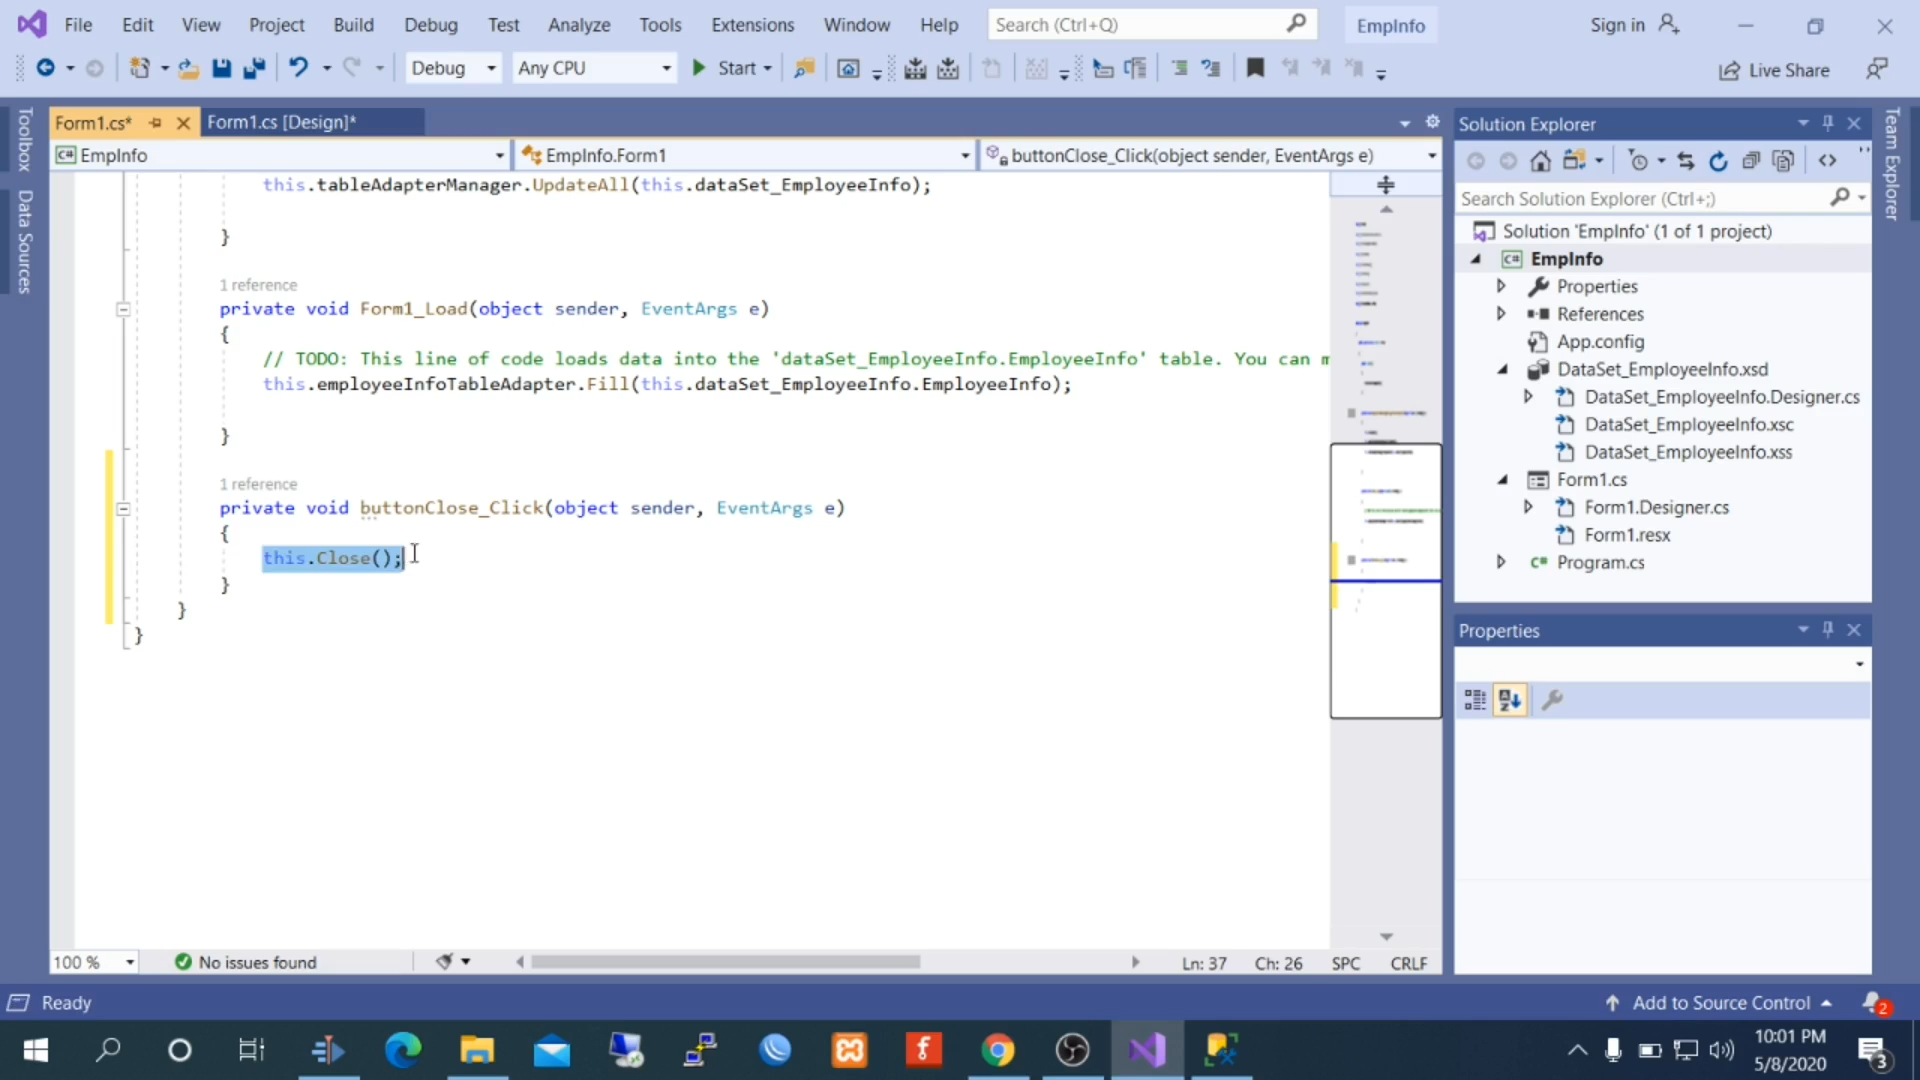 File Edit View Project Build Debug Test Analyze Tools Extensions Window Help Search (Ctrl+Q) EmpInfo Sign in
Debug Any CPU Start Live Share
Toolbox
Data Sources
Form1.cs* Form1.cs [Design]*
EmpInfo EmpInfo.Form1 buttonClose_Click(object sender, EventArgs e)
this.tableAdapterManager.UpdateAll(this.dataSet_EmployeeInfo);
}
1 reference
private void Form1_Load(object sender, EventArgs e)
{
// TODO: This line of code loads data into the 'dataSet_EmployeeInfo.EmployeeInfo' table. You can m
this.employeeInfoTableAdapter.Fill(this.dataSet_EmployeeInfo.EmployeeInfo);
}
1 reference
private void buttonClose_Click(object sender, EventArgs e)
{
this.Close();
}
}
}
100 % No issues found Ln: 37 Ch: 26 SPC CRLF
Solution Explorer
Search Solution Explorer (Ctrl+;)
Solution 'EmpInfo' (1 of 1 project)
EmpInfo
Properties
References
App.config
DataSet_EmployeeInfo.xsd
DataSet_EmployeeInfo.Designer.cs
DataSet_EmployeeInfo.xsc
DataSet_EmployeeInfo.xss
Form1.cs
Form1.Designer.cs
Form1.resx
Program.cs
Properties
Team Explorer
Ready Add to Source Control 2
10:01 PM
5/8/2020
3